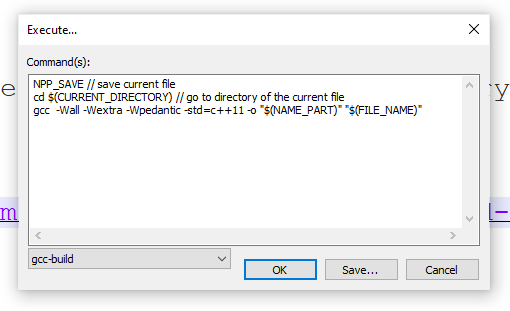 Execute...
Command(s):
NPP_SAVE // save current file
cd $(CURRENT_DIRECTORY) // go to directory of the current file
gcc  -Wall -Wextra -Wpedantic -std=c++11 -o "$(NAME_PART)" "$(FILE_NAME)"
gcc-build
OK
Save...
Cancel